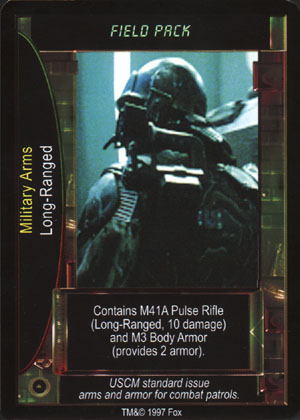 FIELD PACK
Military Arms
Long-Ranged
Contains M41A Pulse Rifle
(Long-Ranged, 10 damage)
and M3 Body Armor
(provides 2 armor).
USCM standard issue
arms and armor for combat patrols.
TM&© 1997 Fox